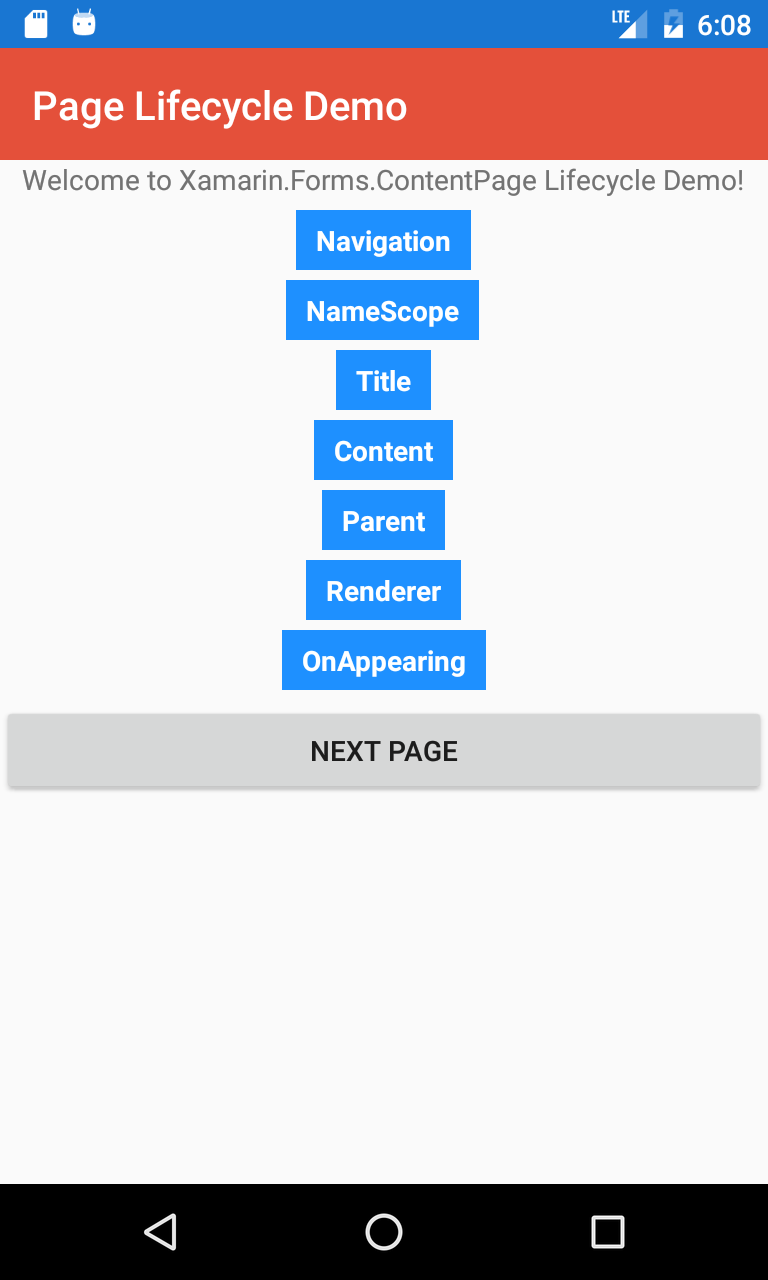 LTE 6:08
Page Lifecycle Demo
Welcome to Xamarin.Forms.ContentPage Lifecycle Demo!
Navigation
NameScope
Title
Content
Parent
Renderer
OnAppearing
NEXT PAGE